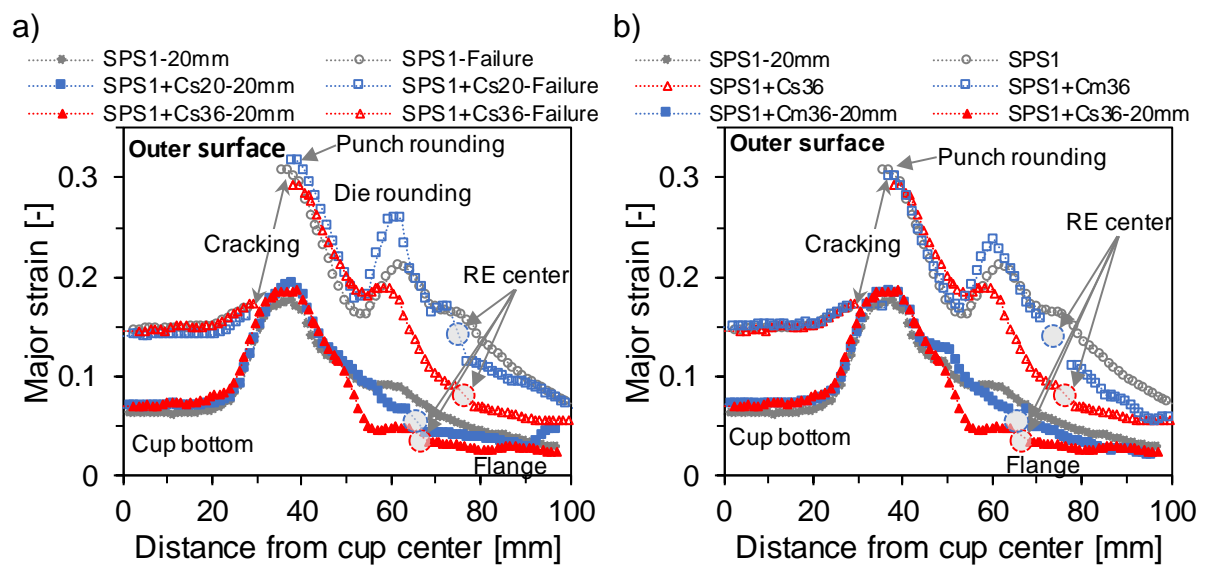 a)
SPS1-20mm SPS1-Failure
SPS1+Cs20-20mm SPS1+Cs20-Failure
SPS1+Cs36-20mm SPS1+Cs36-Failure
Outer surface
Punch rounding
Die rounding
Cracking
RE center
Cup bottom
Flange
Major strain [-]
0.3
0.2
0.1
0
0 20 40 60 80 100
Distance from cup center [mm]
b)
SPS1-20mm SPS1
SPS1+Cs36 SPS1+Cm36
SPS1+Cm36-20mm SPS1+Cs36-20mm
Outer surface
Punch rounding
RE center
Cracking
Cup bottom
Flange
Major strain [-]
0.3
0.2
0.1
0
0 20 40 60 80 100
Distance from cup center [mm]